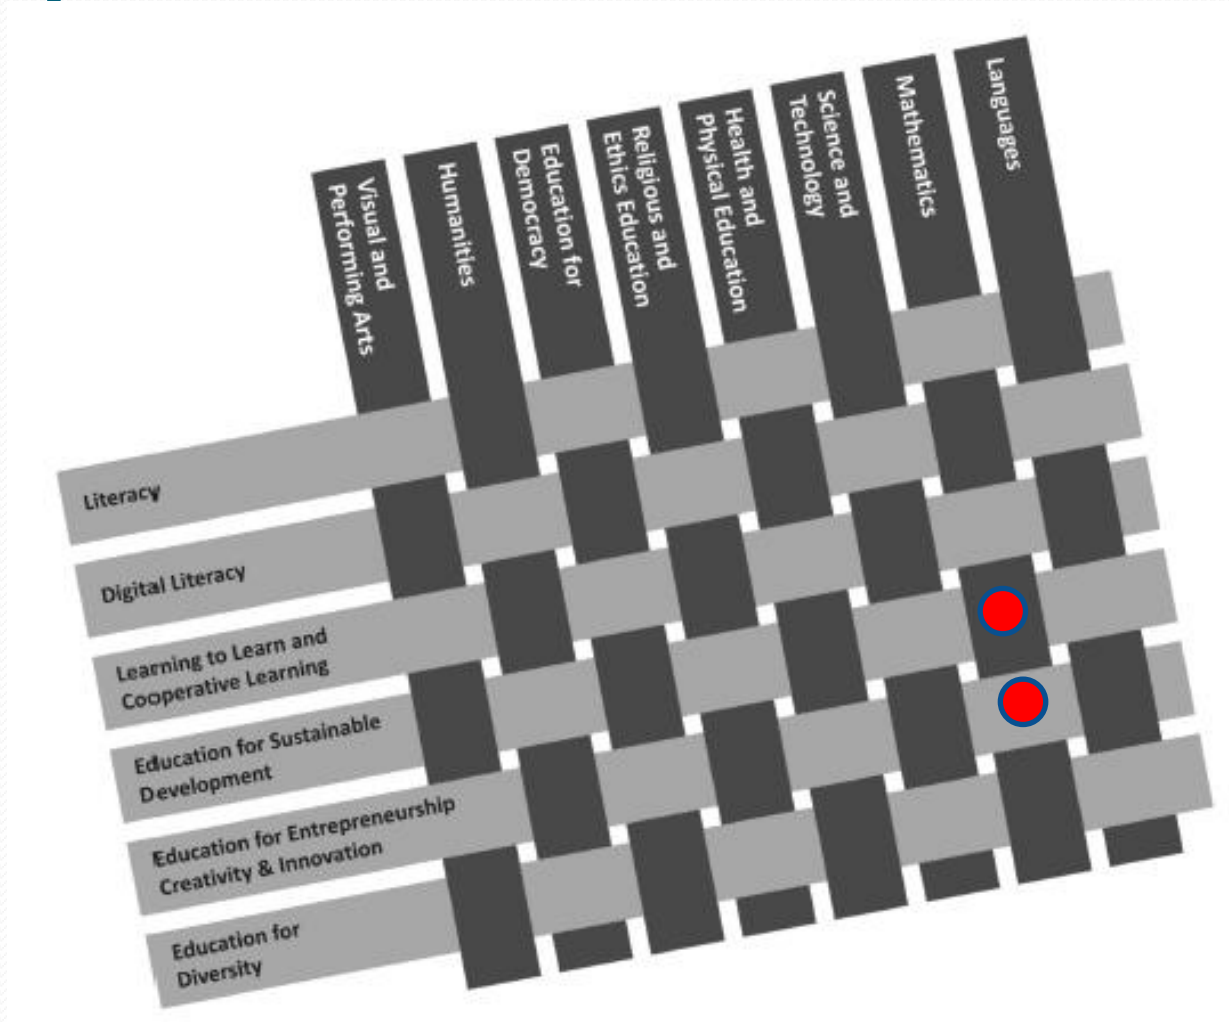 Visual and
Performing Arts
Humanities
Education for
Democracy
Religious and
Ethics Education
Health and
Physical Education
Science and
Technology
Mathematics
Languages
Literacy
Digital Literacy
Learning to Learn and
Cooperative Learning
Education for Sustainable
Development
Education for Entrepreneurship
Creativity & Innovation
Education for
Diversity